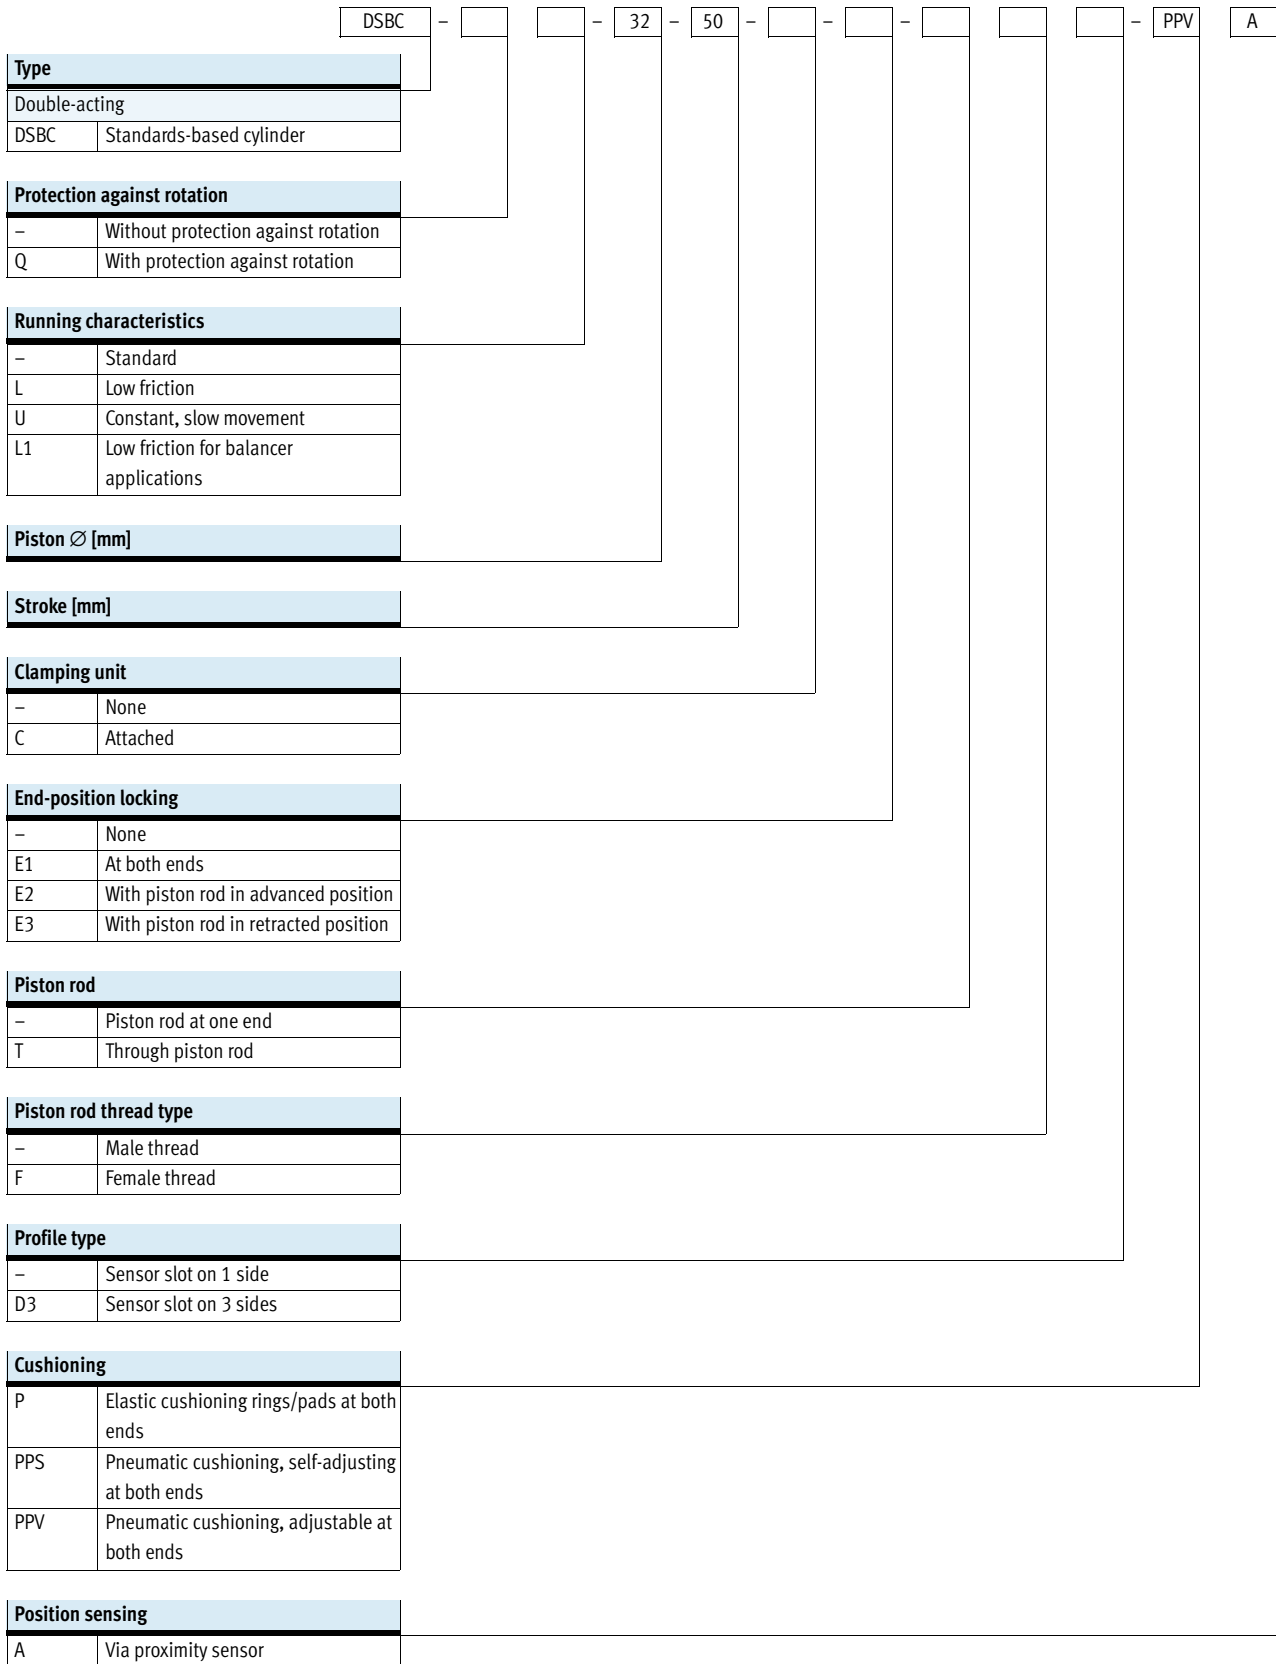 DSBC – – 32 – 50 – – – – PPV A
Type
Double-acting
DSBC Standards-based cylinder
Protection against rotation
– Without protection against rotation
Q With protection against rotation
Running characteristics
– Standard
L Low friction
U Constant, slow movement
L1 Low friction for balancer
applications
Piston ∅ [mm]
Stroke [mm]
Clamping unit
– None
C Attached
End-position locking
– None
E1 At both ends
E2 With piston rod in advanced position
E3 With piston rod in retracted position
Piston rod
– Piston rod at one end
T Through piston rod
Piston rod thread type
– Male thread
F Female thread
Profile type
– Sensor slot on 1 side
D3 Sensor slot on 3 sides
Cushioning
P Elastic cushioning rings/pads at both
ends
PPS Pneumatic cushioning, self-adjusting
at both ends
PPV Pneumatic cushioning, adjustable at
both ends
Position sensing
A Via proximity sensor